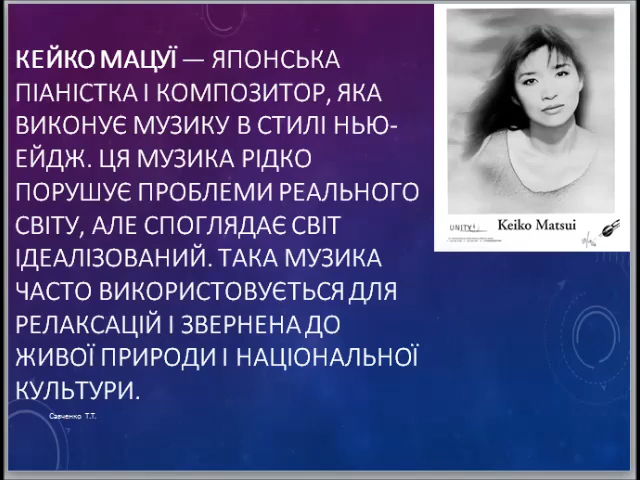 КЕЙКО МАЦУЇ — ЯПОНСЬКА
ПІАНІСТКА І КОМПОЗИТОР, ЯКА
ВИКОНУЄ МУЗИКУ В СТИЛІ НЬЮ-
ЕЙДЖ. ЦЯ МУЗИКА РІДКО
ПОРУШУЄ ПРОБЛЕМИ РЕАЛЬНОГО
СВІТУ, АЛЕ СПОГЛЯДАЄ СВІТ
ІДЕАЛІЗОВАНИЙ. ТАКА МУЗИКА
ЧАСТО ВИКОРИСТОВУЄТЬСЯ ДЛЯ
РЕЛАКСАЦІЙ І ЗВЕРНЕНА ДО
ЖИВОЇ ПРИРОДИ І НАЦІОНАЛЬНОЇ
КУЛЬТУРИ.
Савченко Т.Т.
UNITY
Keiko Matsui